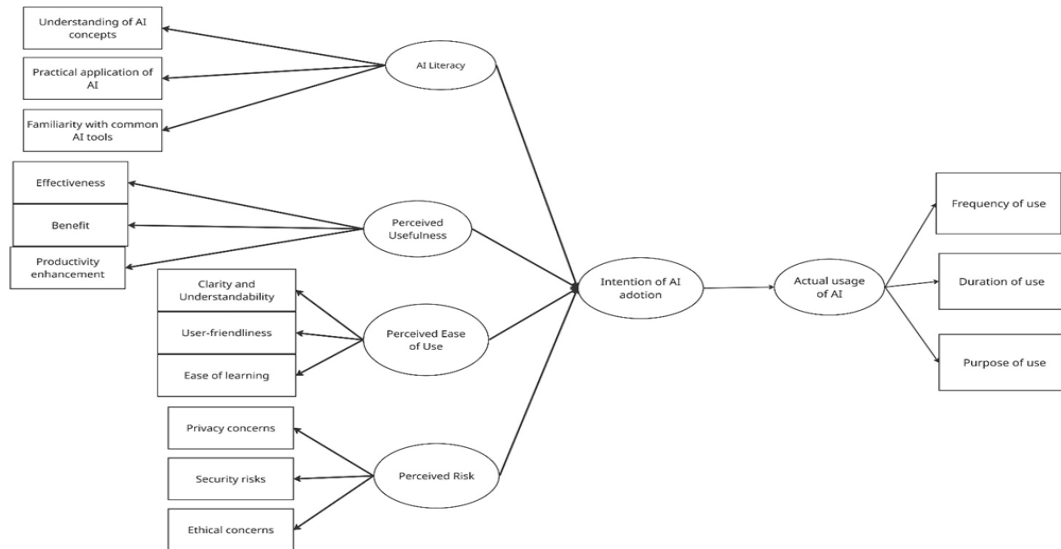 Understanding of AI
concepts
Practical application of
AI
Familiarity with common
AI tools
AI Literacy
Effectiveness
Benefit
Productivity
enhancement
Perceived
Usefulness
Clarity and
Understandability
User-friendliness
Ease of learning
Perceived Ease
of Use
Privacy concerns
Security risks
Ethical concerns
Perceived Risk
Intention of AI
adotion
Actual usage
of AI
Frequency of use
Duration of use
Purpose of use